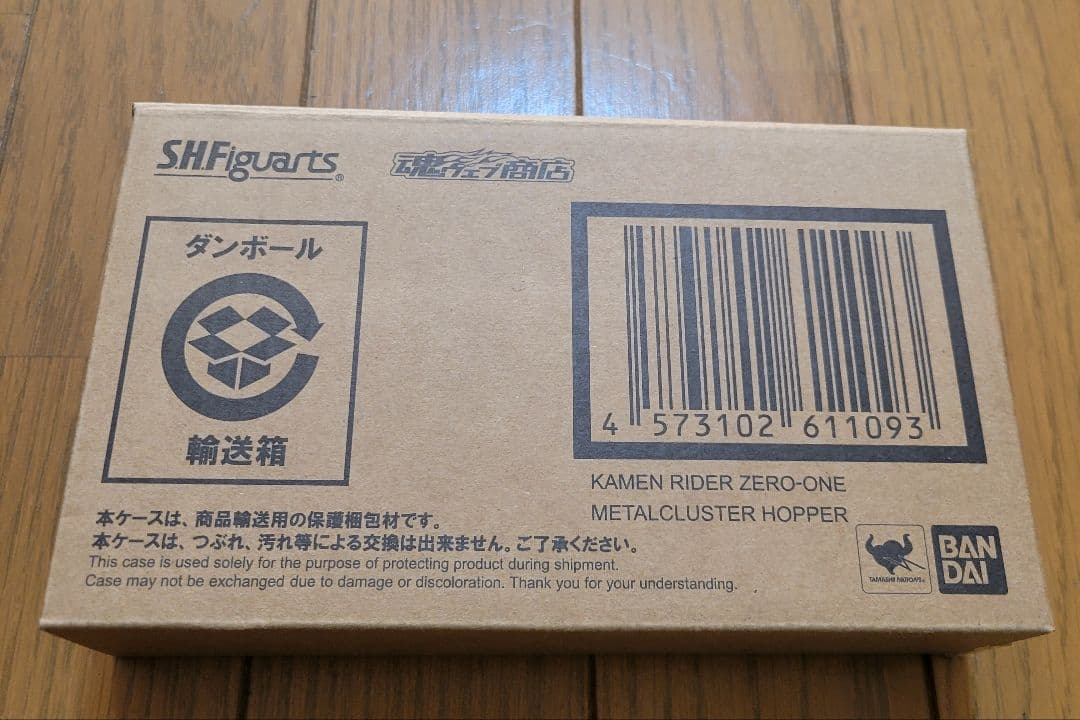 S.H.Figuarts®
魂ウェブ商店
ダンボール
輸送箱
4 573102 611093
KAMEN RIDER ZERO-ONE
METALCLUSTER HOPPER
本ケースは、商品輸送用の保護梱包材です。
本ケースは、つぶれ、汚れ等による交換は出来ません。ご了承ください。
This case is used solely for the purpose of protecting product during shipment.
Case may not be exchanged due to damage or discoloration. Thank you for your understanding.
TAMASHII NATIONS®
BAN
DAI